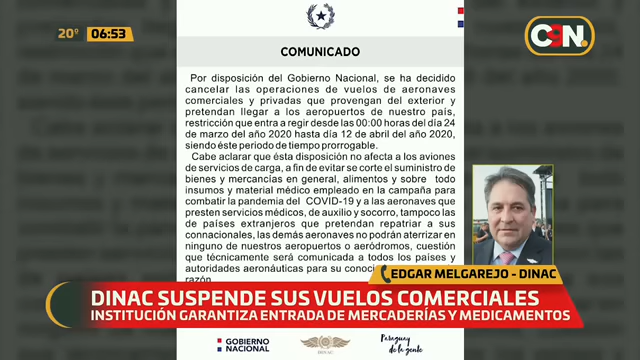 20º 06:53
C9N.
COMUNICADO
Por disposición del Gobierno Nacional, se ha decidido
cancelar las operaciones de vuelos de aeronaves
comerciales y privadas que provengan del exterior y
pretendan llegar a los aeropuertos de nuestro país,
restricción que entra a regir desde las 00:00 horas del día 24
de marzo del año 2020 hasta día 12 de abril del año 2020,
siendo éste periodo de tiempo prorrogable.
Cabe aclarar que ésta disposición no afecta a los aviones
de servicios de carga, a fin de evitar se corte el suministro de
bienes y mercancías en general, alimentos y sobre todo
insumos y material médico empleado en la campaña para
combatir la pandemia del COVID-19 y a las aeronaves que
presten servicios médicos, de auxilio y socorro, tampoco las
de países extranjeros que pretendan repatriar a sus
connacionales, las demás aeronaves no podrán aterrizar en
ninguno de nuestros aeropuertos o aeródromos, cuestión
que técnicamente será comunicada a todos los países y
autoridades aeronáuticas para su
razón.
EDGAR MELGAREJO - DINAC
DINAC SUSPENDE SUS VUELOS COMERCIALES
INSTITUCIÓN GARANTIZA ENTRADA DE MERCADERÍAS Y MEDICAMENTOS
GOBIERNO
NACIONAL
DINAC
Paraguay
de la gente